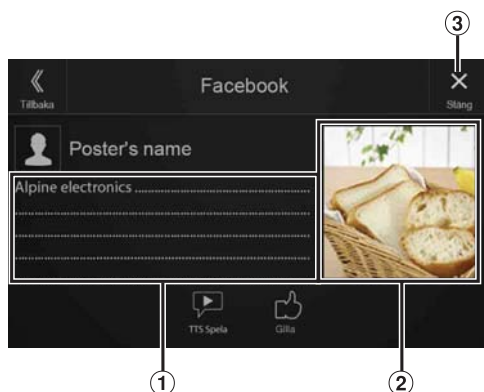 ③
Facebook
Tillbaka
Stäng
Poster's name
Alpine electronics ..........................................
..........................................
..........................................
..........................................
TTS Spela
Gilla
① ②